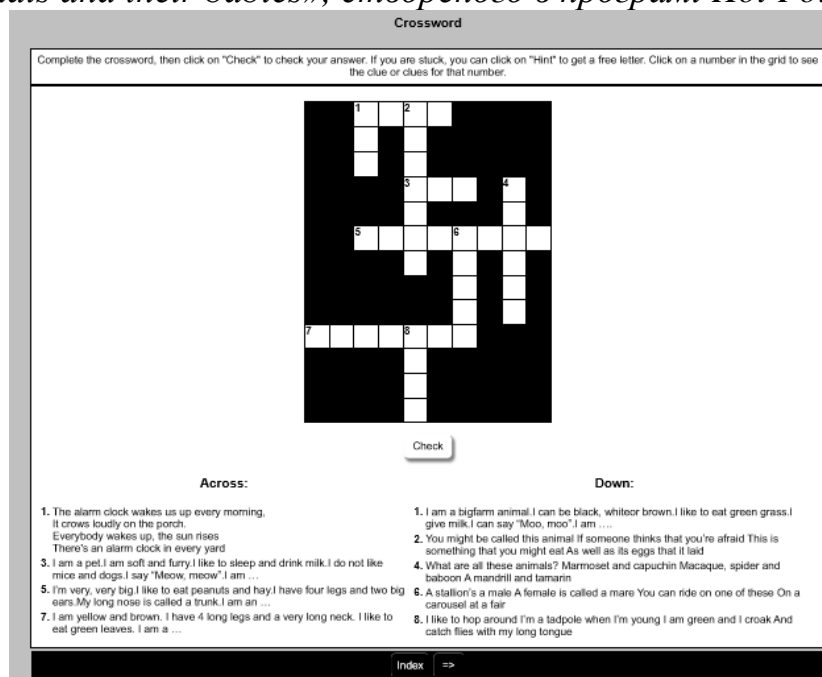 and their babies», створеного в програмі Hot
Crossword
Complete the crossword, then click on "Check" to check your answer. If you are stuck, you can click on "Hint" to get a free letter. Click on a number in the grid to see
the clue or clues for that number.
1 2
3 4
5 6
7 8
Check
Across:
1. The alarm clock wakes us up every morning,
It crows loudly on the porch.
Everybody wakes up, the sun rises
There's an alarm clock in every yard
3. I am a pet.I am soft and furry.I like to sleep and drink milk.I do not like
mice and dogs.I say “Meow, meow”.I am …
5. I'm very, very big.I like to eat peanuts and hay.I have four legs and two big
ears.My long nose is called a trunk.I am an …
7. I am yellow and brown. I have 4 long legs and a very long neck. I like to
eat green leaves. I am a …
Down:
1. I am a bigfarm animal.I can be black, whiteor brown.I like to eat green grass.I
give milk.I can say “Moo, moo”.I am ….
2. You might be called this animal If someone thinks that you're afraid This is
something that you might eat As well as its eggs that it laid
4. What are all these animals? Marmoset and capuchin Macaque, spider and
baboon A mandrill and tamarin
6. A stallion's a male A female is called a mare You can ride on one of these On a
carousel at a fair
8. I like to hop around I'm a tadpole when I'm young I am green and I croak And
catch flies with my long tongue
Index =>